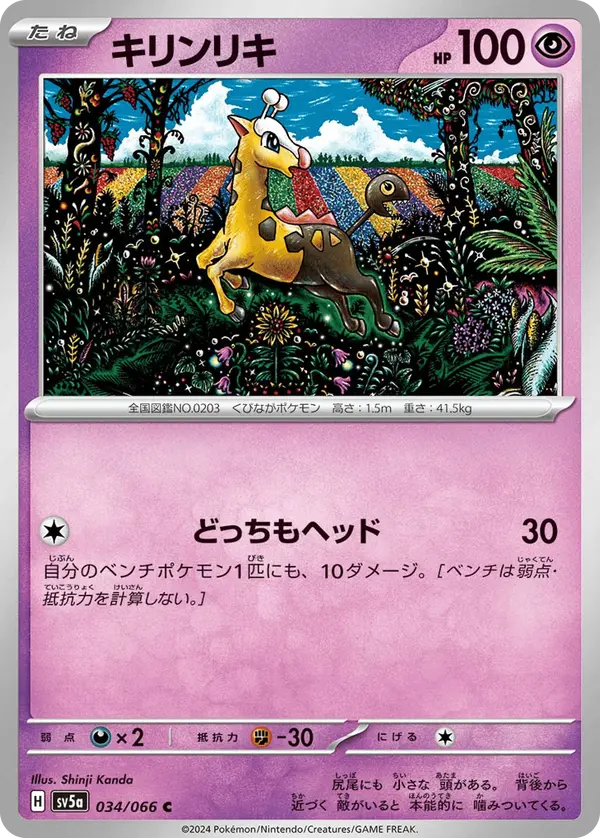 たね
キリンリキ
HP 100
全国図鑑NO.0203 くびながポケモン 高さ:1.5m 重さ:41.5kg
どっちもヘッド 30
自分のベンチポケモン1匹にも、10ダメージ。[ベンチは弱点・
抵抗力を計算しない。]
弱点 ×2 抵抗力 -30 にげる
Illus. Shinji Kanda
H sv5a 034/066 C
尻尾にも 小さな 頭がある。 背後から
近づく 敵がいると 本能的に 噛みついてくる。
©2024 Pokémon/Nintendo/Creatures/GAME FREAK.